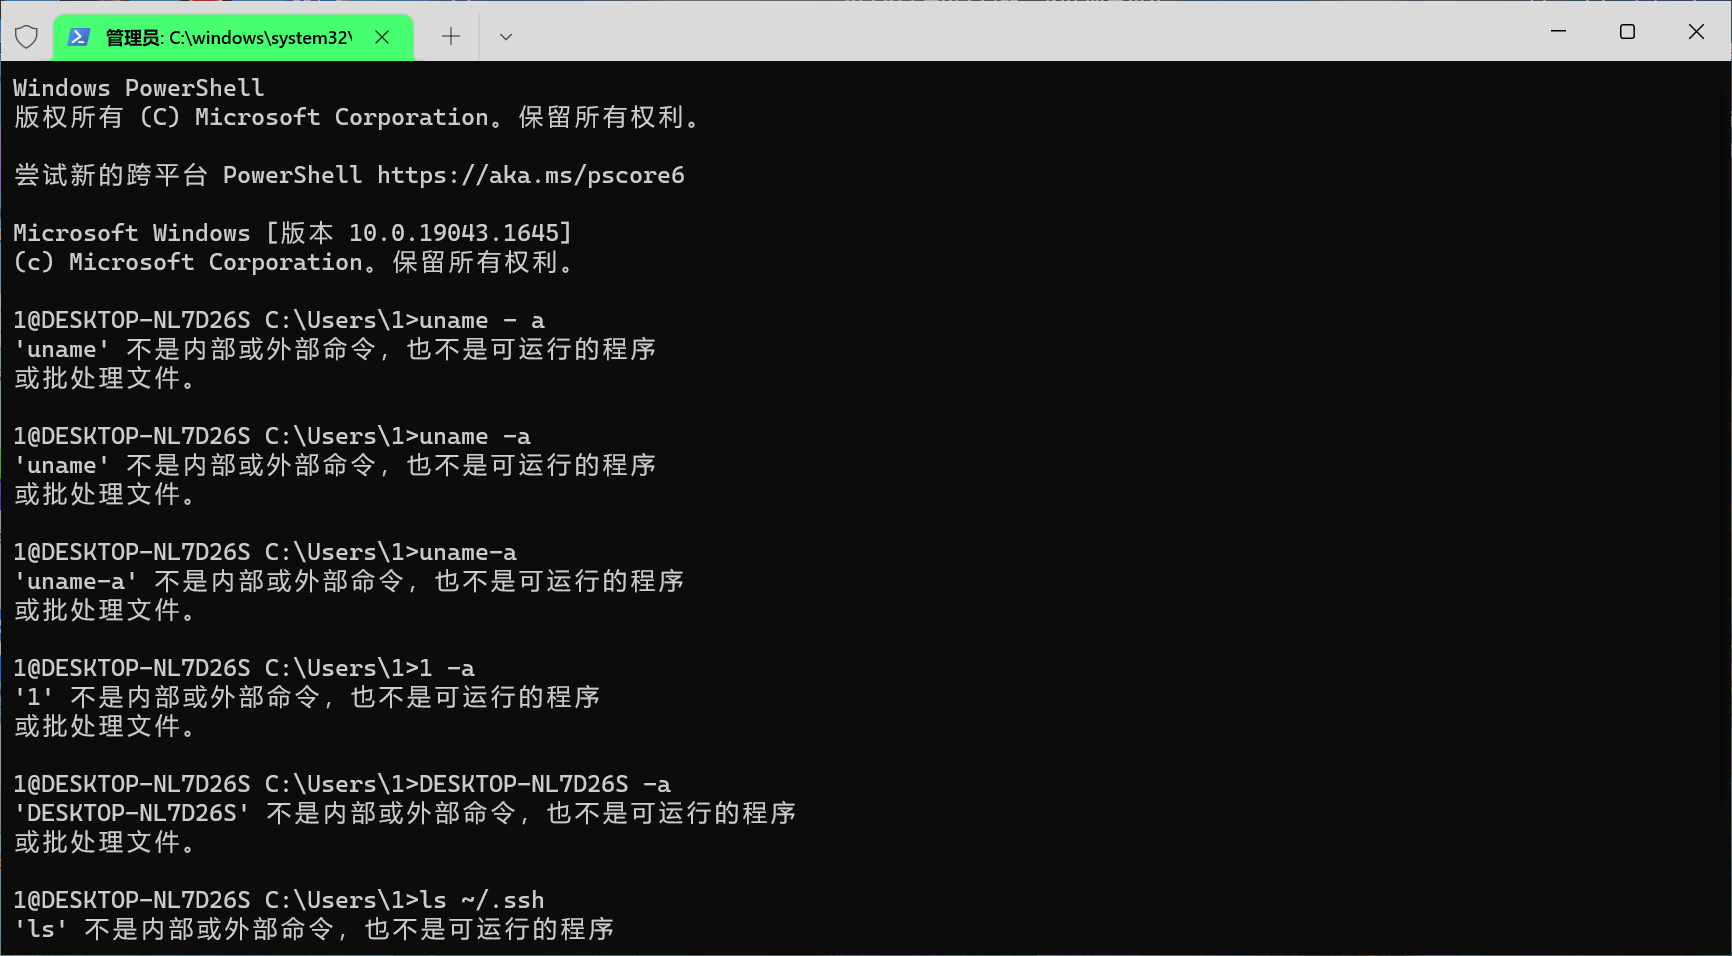 管理员: C:\windows\system32\
Windows PowerShell
版权所有 (C) Microsoft Corporation。保留所有权利。
尝试新的跨平台 PowerShell https://aka.ms/pscore6
Microsoft Windows [版本 10.0.19043.1645]
(c) Microsoft Corporation。保留所有权利。
1@DESKTOP-NL7D26S C:\Users\1>uname - a
'uname' 不是内部或外部命令，也不是可运行的程序
或批处理文件。
1@DESKTOP-NL7D26S C:\Users\1>uname -a
'uname' 不是内部或外部命令，也不是可运行的程序
或批处理文件。
1@DESKTOP-NL7D26S C:\Users\1>uname-a
'uname-a' 不是内部或外部命令，也不是可运行的程序
或批处理文件。
1@DESKTOP-NL7D26S C:\Users\1>1 -a
'1' 不是内部或外部命令，也不是可运行的程序
或批处理文件。
1@DESKTOP-NL7D26S C:\Users\1>DESKTOP-NL7D26S -a
'DESKTOP-NL7D26S' 不是内部或外部命令，也不是可运行的程序
或批处理文件。
1@DESKTOP-NL7D26S C:\Users\1>ls ~/.ssh
'ls' 不是内部或外部命令，也不是可运行的程序